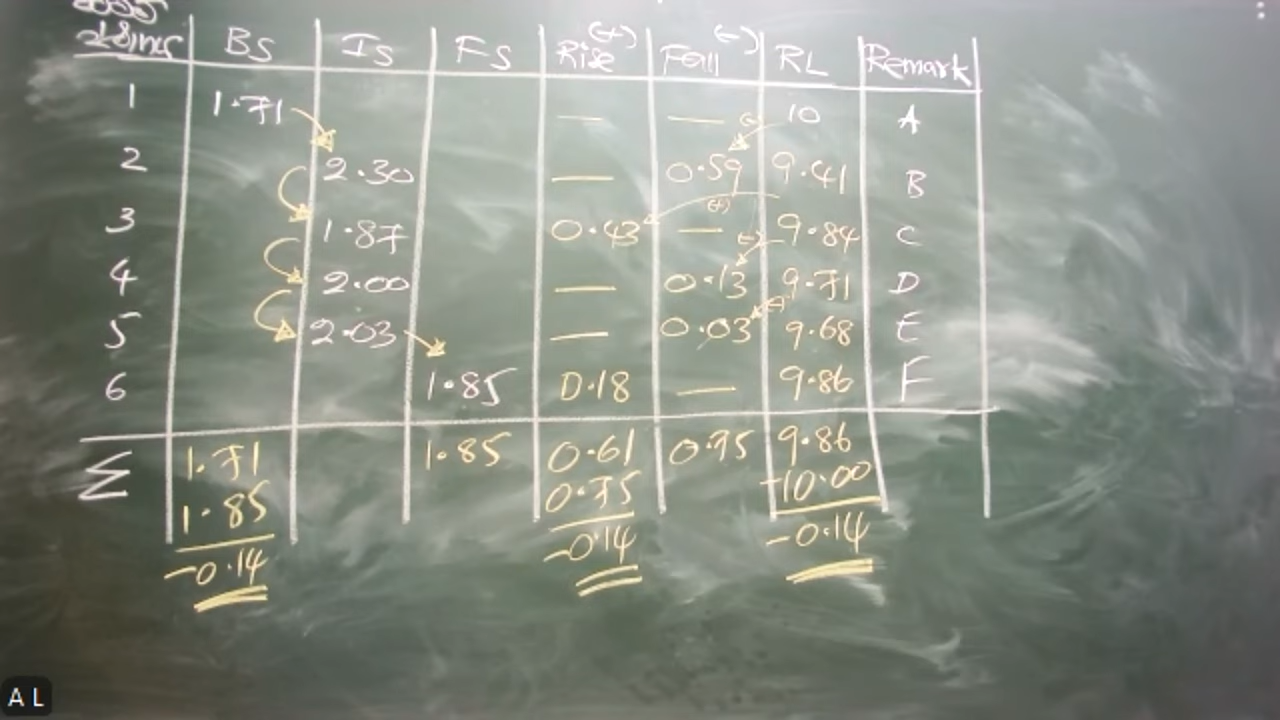 BS IS FS Rise (+) Fall (-) RL Remark
1 1.71 — — 10 A
2 2.30 — 0.59 9.41 B
3 1.87 0.43 — 9.84 C
4 2.00 — 0.13 9.71 D
5 2.03 — 0.03 9.68 E
6 1.85 0.18 — 9.86 F
Σ 1.71 1.85 0.61 0.75 9.86
1.85 0.75 -10.00
-0.14 -0.14 -0.14
A L